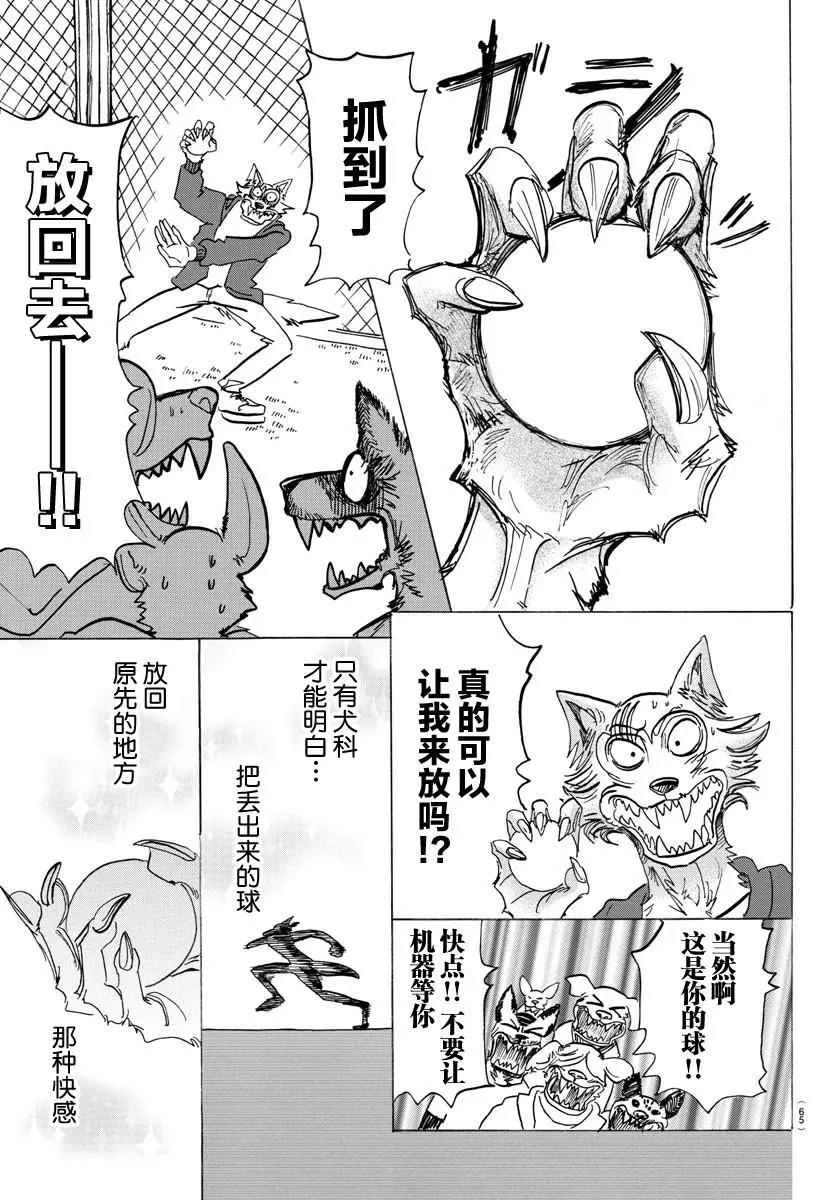 ガシッ
抓到了
放回去——!!
真的可以
让我来放吗!?
当然啊
这是你的球!!
快点!! 不要让
机器等你
只有犬科
才能明白…
把丢出来的球
放回
原先的地方
那种快感
(65)